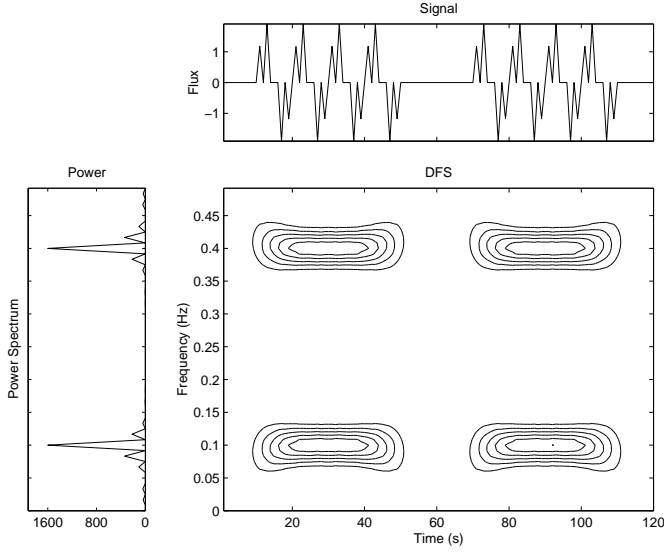 Signal
Flux
1
0
−1
Power
DFS
Power Spectrum
1600 800 0
Frequency (Hz)
0.45
0.4
0.35
0.3
0.25
0.2
0.15
0.1
0.05
0
20 40 60 80 100 120
Time (s)